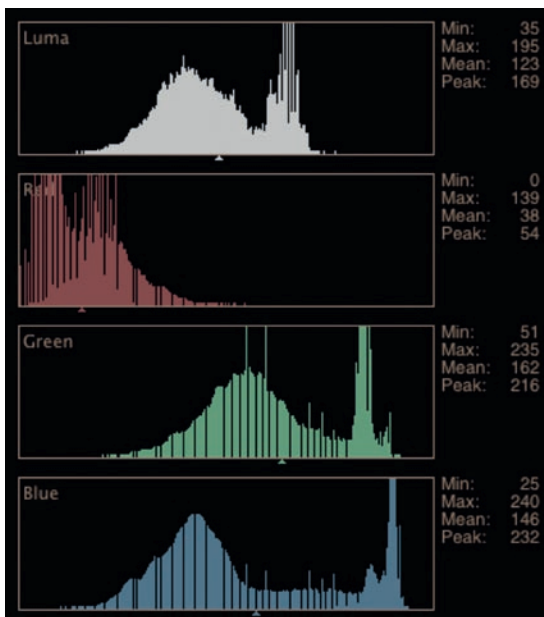 Luma
Min: 35
Max: 195
Mean: 123
Peak: 169
Red
Min: 0
Max: 139
Mean: 38
Peak: 54
Green
Min: 51
Max: 235
Mean: 162
Peak: 216
Blue
Min: 25
Max: 240
Mean: 146
Peak: 232